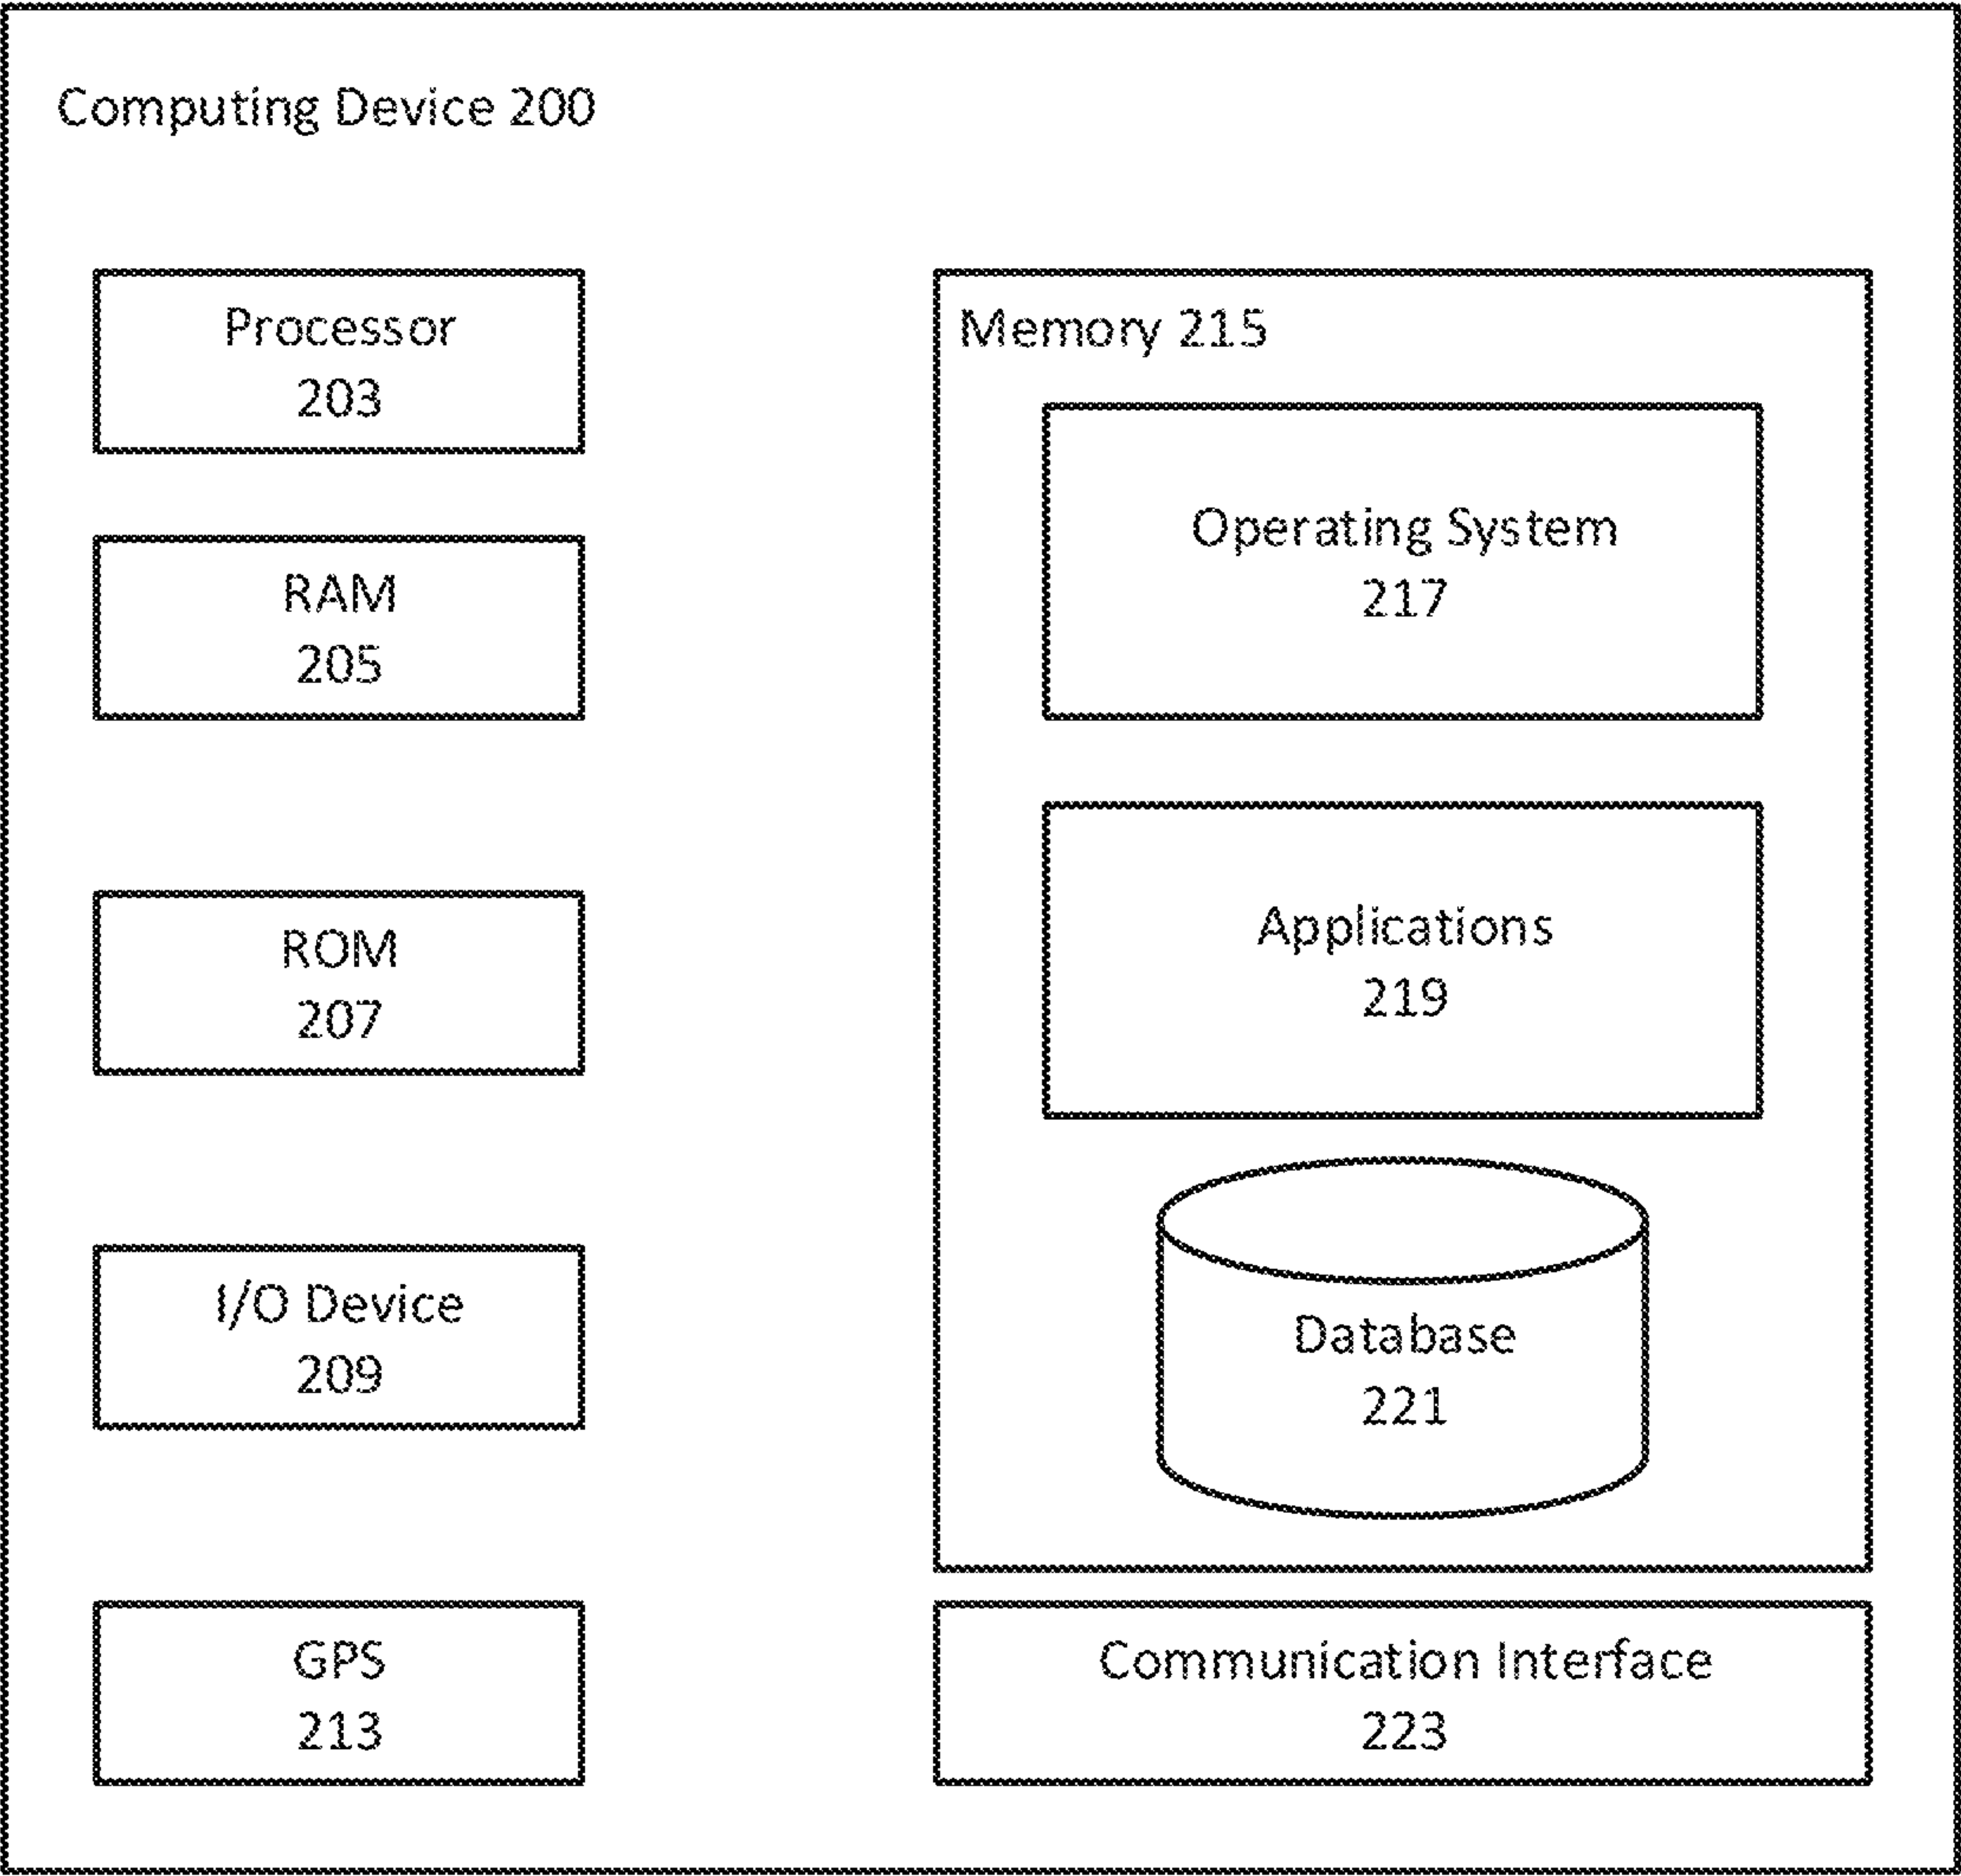 Computing Device 200
Processor
203
RAM
205
ROM
207
I/O Device
209
GPS
213
Memory 215
Operating System
217
Applications
219
Database
221
Communication Interface
223